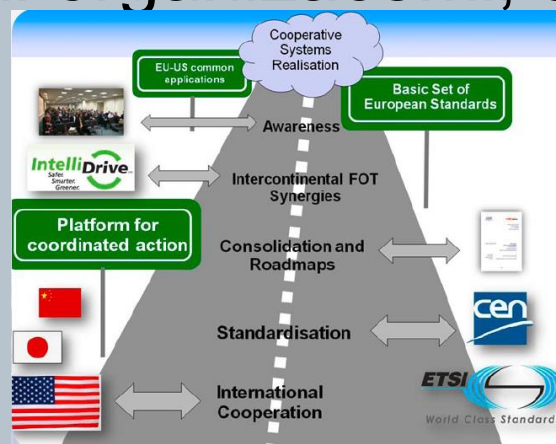 Cooperative
Systems
Realisation
EU-US common
applications
Basic Set of
European Standards
Awareness
IntelliDrive
Safer.
Smarter.
Greener.
Intercontinental FOT
Synergies
Platform for
coordinated action
Consolidation and
Roadmaps
Standardisation
cen
International
Cooperation
ETSI
World Class Standard